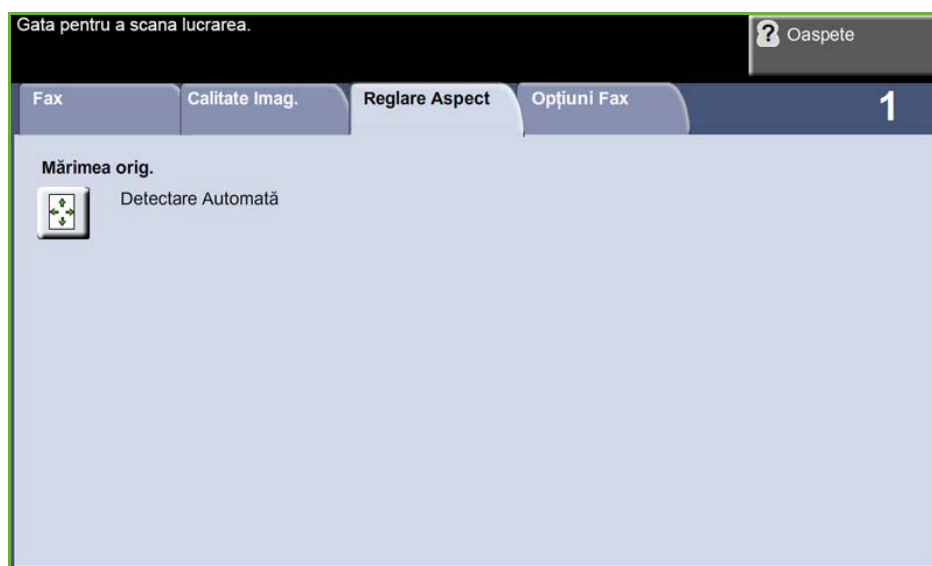 Gata pentru a scana lucrarea.
? Oaspete
Fax
Calitate Imag.
Reglare Aspect
Opțiuni Fax
1
Mărimea orig.
Detectare Automată